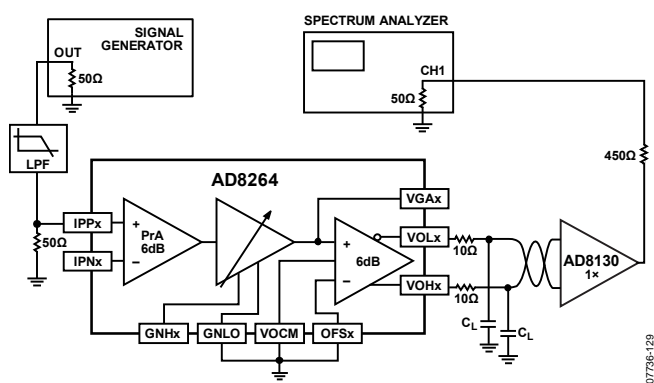 SIGNAL
GENERATOR
OUT
50Ω
SPECTRUM ANALYZER
CH1
50Ω
LPF
450Ω
AD8264
50Ω
IPPx
IPNx
+
−
PrA
6dB
+
−
6dB
VGAx
VOLx
VOHx
10Ω
10Ω
AD8130
1×
GNHx
GNLO
VOCM
OFSx
CL
CL
07736-129